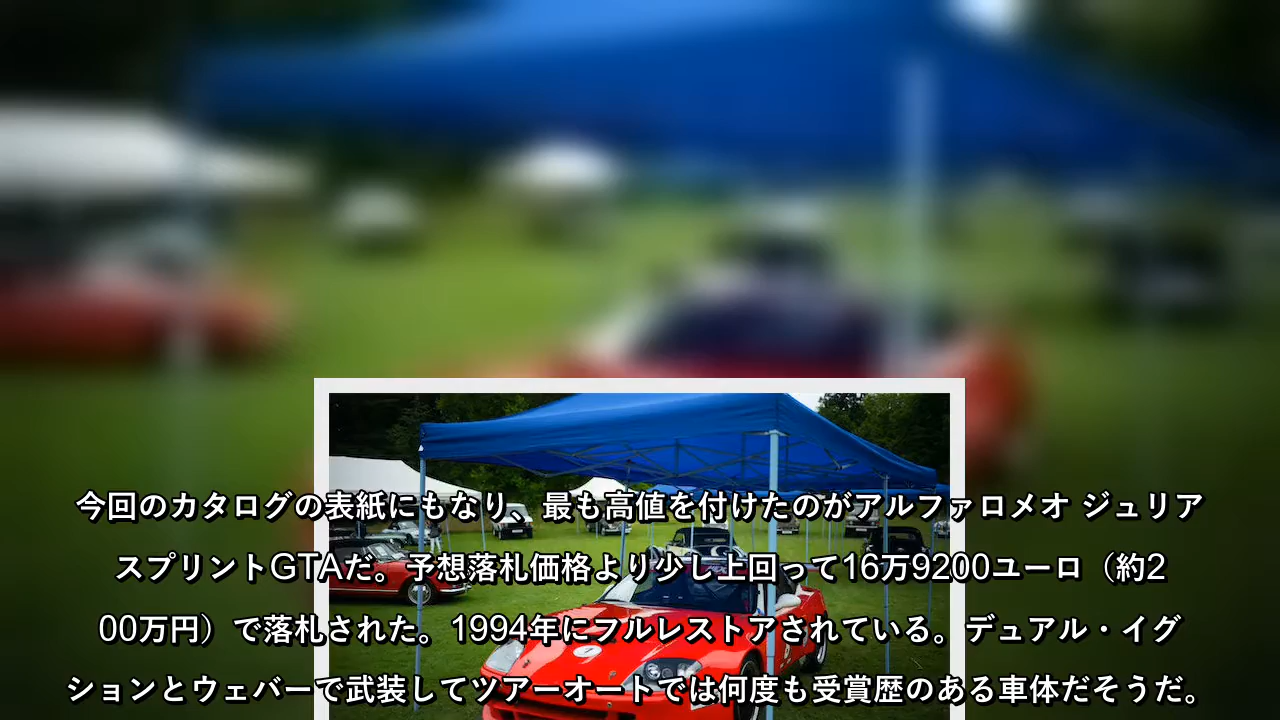 今回のカタログの表紙にもなり、最も高値を付けたのがアルファロメオ ジュリア
スプリントGTAだ。予想落札価格より少し上回って16万9200ユーロ（約2
00万円）で落札された。1994年にフルレストアされている。デュアル・イグ
ションとウェバーで武装してツアーオートでは何度も受賞歴のある車体だそうだ。